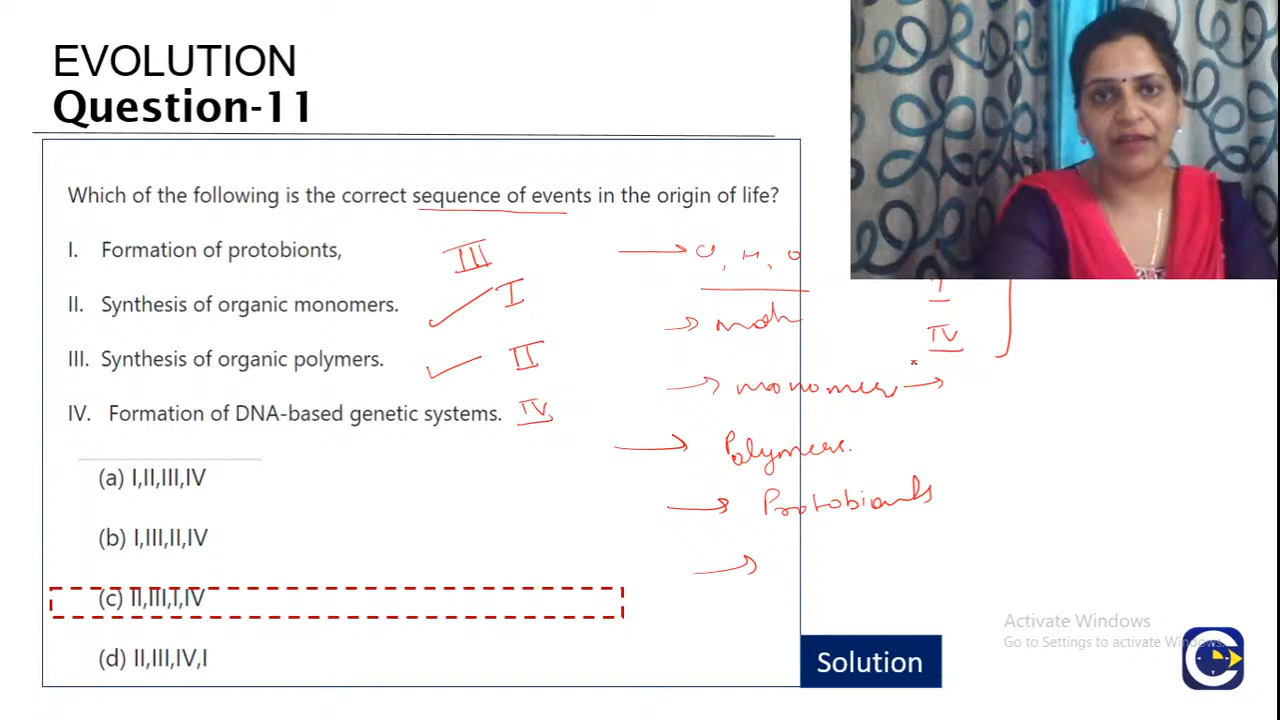 EVOLUTION
Question-11
Which of the following is the correct sequence of events in the origin of life?
I. Formation of protobionts, III
II. Synthesis of organic monomers. I
III. Synthesis of organic polymers. II
IV. Formation of DNA-based genetic systems. IV
(a) I,II,III,IV
(b) I,III,II,IV
(c) II,III,I,IV
(d) II,III,IV,I
H, O
IV
monomer
Polymers.
Protobionts
Solution
Activate Windows
Go to Settings to activate Windows.